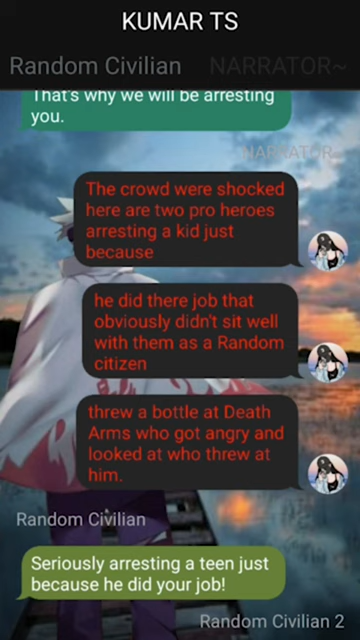 KUMAR TS
Random Civilian NARRATOR~
That's why we will be arresting
you.
NARRATOR~
The crowd were shocked
here are two pro heroes
arresting a kid just
because
he did there job that
obviously didn't sit well
with them as a Random
citizen
threw a bottle at Death
Arms who got angry and
looked at who threw at
him.
Random Civilian
Seriously arresting a teen just
because he did your job!
Random Civilian 2